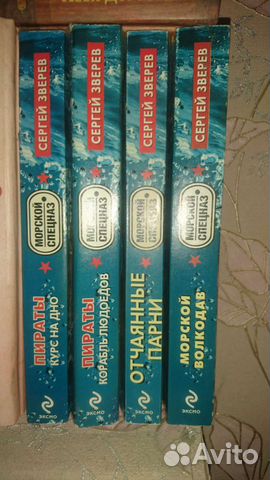 СЕРГЕЙ ЗВЕРЕВ
МОРСКОЙ
СПЕЦНАЗ
ПИРАТЫ
КУРС НА ДНО
ЭКСМО
СЕРГЕЙ ЗВЕРЕВ
МОРСКОЙ
СПЕЦНАЗ
ПИРАТЫ
КОРАБЛЬ ЛЮДОЕДОВ
ЭКСМО
СЕРГЕЙ ЗВЕРЕВ
МОРСКОЙ
СПЕЦНАЗ
ОТЧАЯННЫЕ
ПАРНИ
ЭКСМО
СЕРГЕЙ ЗВЕРЕВ
МОРСКОЙ
СПЕЦНАЗ
МОРСКОЙ
ВОЛКОДАВ
ЭКСМО
Avito